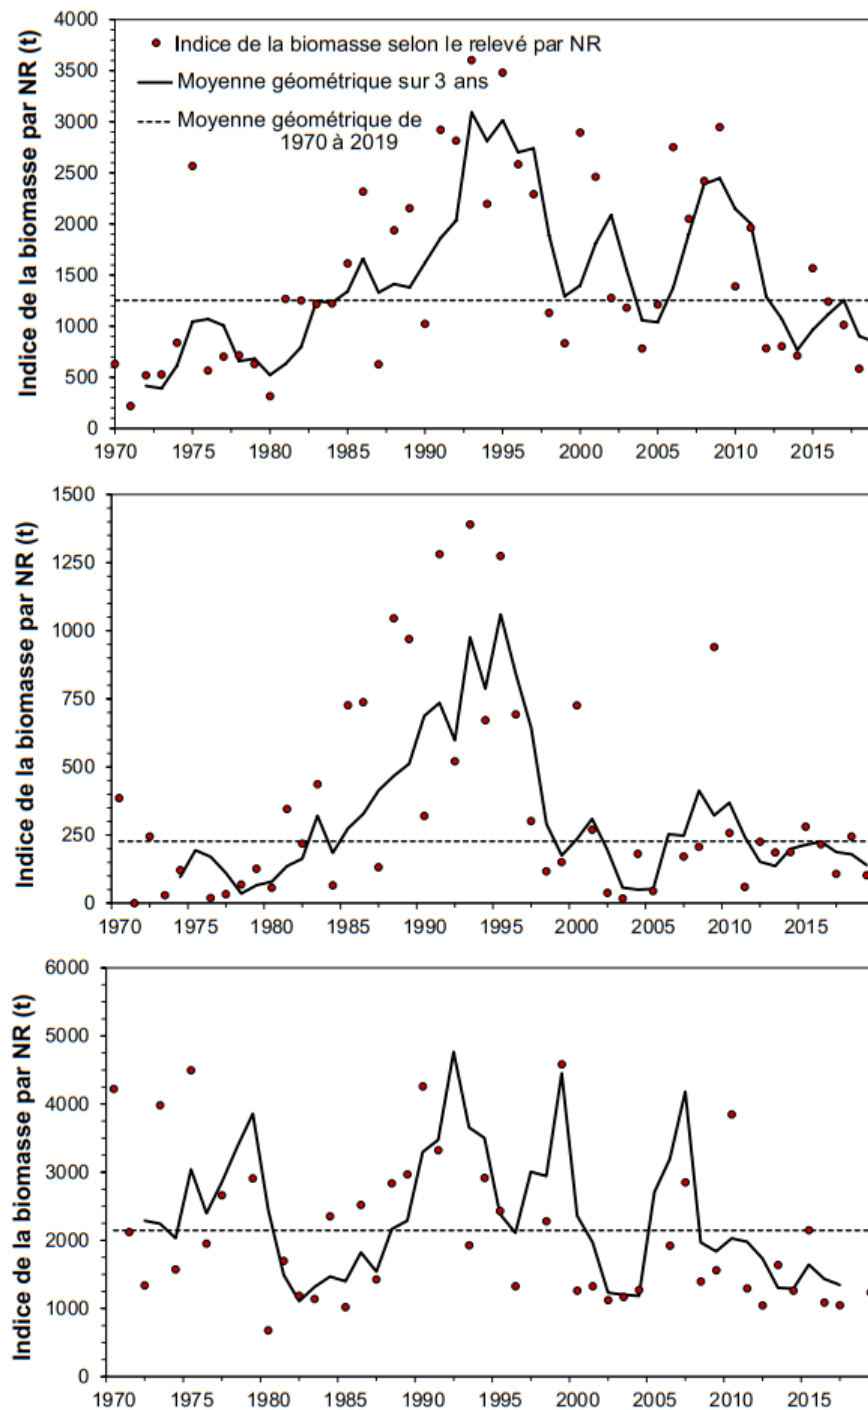 Indice de la biomasse par NR (t)
4000
3500
3000
2500
2000
1500
1000
500
0
Indice de la biomasse selon le relevé par NR
Moyenne géométrique sur 3 ans
Moyenne géométrique de
1970 à 2019
1970 1975 1980 1985 1990 1995 2000 2005 2010 2015
Indice de la biomasse par NR (t)
1500
1250
1000
750
500
250
0
1970 1975 1980 1985 1990 1995 2000 2005 2010 2015
Indice de la biomasse par NR (t)
6000
5000
4000
3000
2000
1000
0
1970 1975 1980 1985 1990 1995 2000 2005 2010 2015